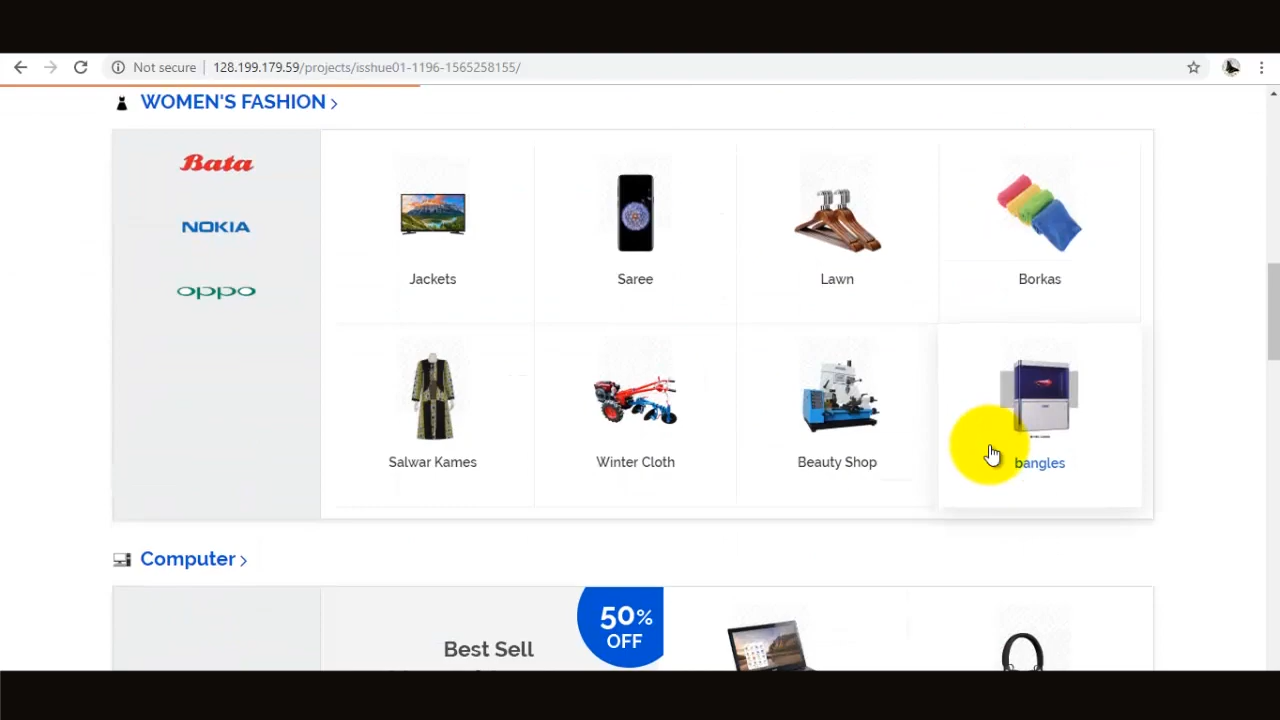 Not secure
128.199.179.59/projects/isshue01-1196-1565258155/
WOMEN'S FASHION >
Bata
NOKIA
oppo
Jackets
Saree
Lawn
Borkas
Salwar Kames
Winter Cloth
Beauty Shop
bangles
Computer >
50% OFF
Best Sell